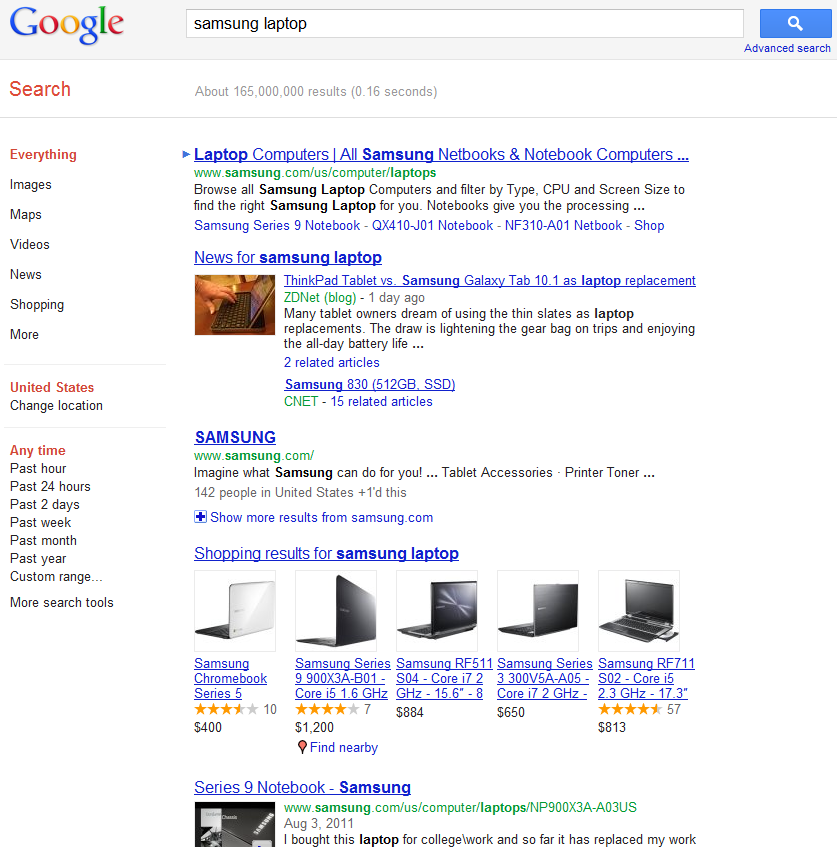 Google
samsung laptop
Advanced search
Search
About 165,000,000 results (0.16 seconds)
Everything
Images
Maps
Videos
News
Shopping
More
United States
Change location
Any time
Past hour
Past 24 hours
Past 2 days
Past week
Past month
Past year
Custom range...
More search tools
Laptop Computers | All Samsung Netbooks & Notebook Computers ...
www.samsung.com/us/computer/laptops
Browse all Samsung Laptop Computers and filter by Type, CPU and Screen Size to
find the right Samsung Laptop for you. Notebooks give you the processing ...
Samsung Series 9 Notebook - QX410-J01 Notebook - NF310-A01 Netbook - Shop
News for samsung laptop
ThinkPad Tablet vs. Samsung Galaxy Tab 10.1 as laptop replacement
ZDNet (blog) - 1 day ago
Many tablet owners dream of using the thin slates as laptop
replacements. The draw is lightening the gear bag on trips and enjoying
the all-day battery life ...
2 related articles
Samsung 830 (512GB, SSD)
CNET - 15 related articles
SAMSUNG
www.samsung.com/
Imagine what Samsung can do for you! ... Tablet Accessories · Printer Toner ...
142 people in United States +1'd this
Show more results from samsung.com
Shopping results for samsung laptop
Samsung
Chromebook
Series 5
10
$400
Samsung Series
9 900X3A-B01 -
Core i5 1.6 GHz
7
$1,200
Find nearby
Samsung RF511
S04 - Core i7 2
GHz - 15.6" - 8
$884
Samsung Series
3 300V5A-A05 -
Core i7 2 GHz -
$650
Samsung RF711
S02 - Core i5
2.3 GHz - 17.3"
57
$813
Series 9 Notebook - Samsung
www.samsung.com/us/computer/laptops/NP900X3A-A03US
Aug 3, 2011
I bought this laptop for college\work and so far it has replaced my work